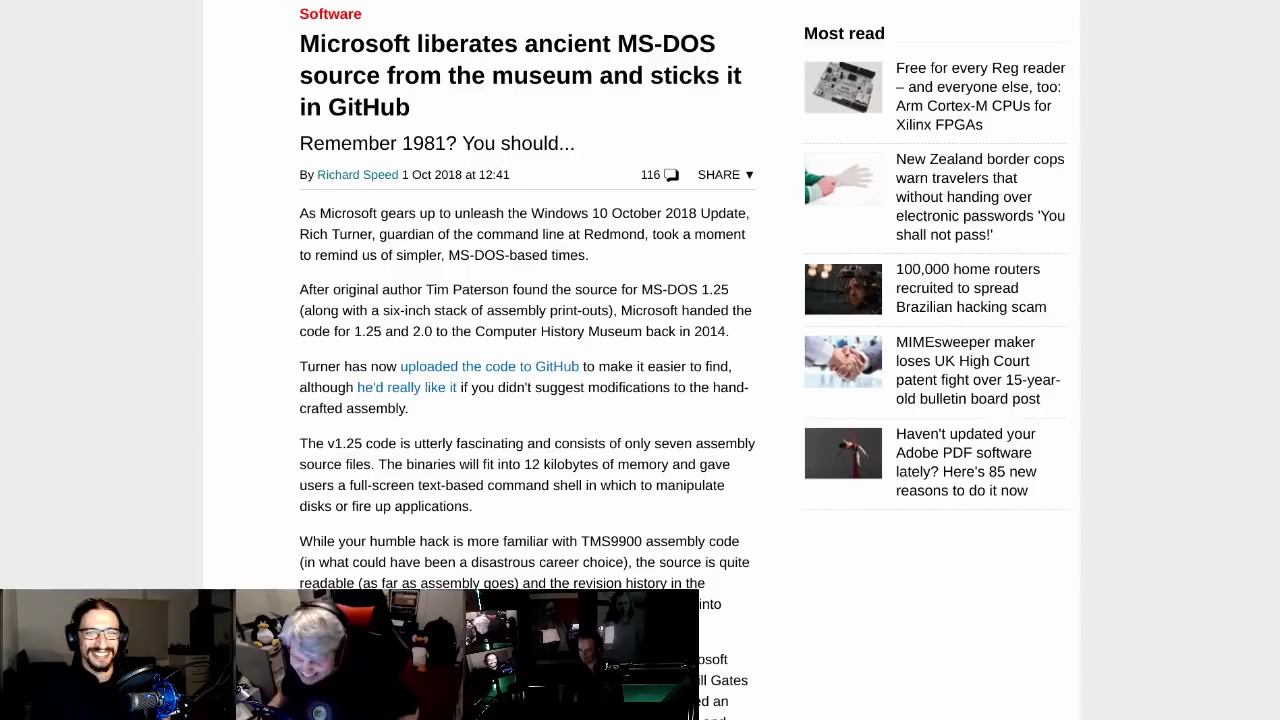 Software
Microsoft liberates ancient MS-DOS
source from the museum and sticks it
in GitHub
Remember 1981? You should...
By Richard Speed 1 Oct 2018 at 12:41
116
SHARE ▼
As Microsoft gears up to unleash the Windows 10 October 2018 Update,
Rich Turner, guardian of the command line at Redmond, took a moment
to remind us of simpler, MS-DOS-based times.
After original author Tim Paterson found the source for MS-DOS 1.25
(along with a six-inch stack of assembly print-outs), Microsoft handed the
code for 1.25 and 2.0 to the Computer History Museum back in 2014.
Turner has now uploaded the code to GitHub to make it easier to find,
although he'd really like it if you didn't suggest modifications to the hand-
crafted assembly.
The v1.25 code is utterly fascinating and consists of only seven assembly
source files. The binaries will fit into 12 kilobytes of memory and gave
users a full-screen text-based command shell in which to manipulate
disks or fire up applications.
While your humble hack is more familiar with TMS9900 assembly code
(in what could have been a disastrous career choice), the source is quite
readable (as far as assembly goes) and the revision history in the
into
osoft
ll Gates
ed an
Most read
Free for every Reg reader
– and everyone else, too:
Arm Cortex-M CPUs for
Xilinx FPGAs
New Zealand border cops
warn travelers that
without handing over
electronic passwords 'You
shall not pass!'
100,000 home routers
recruited to spread
Brazilian hacking scam
MIMEsweeper maker
loses UK High Court
patent fight over 15-year-
old bulletin board post
Haven't updated your
Adobe PDF software
lately? Here's 85 new
reasons to do it now